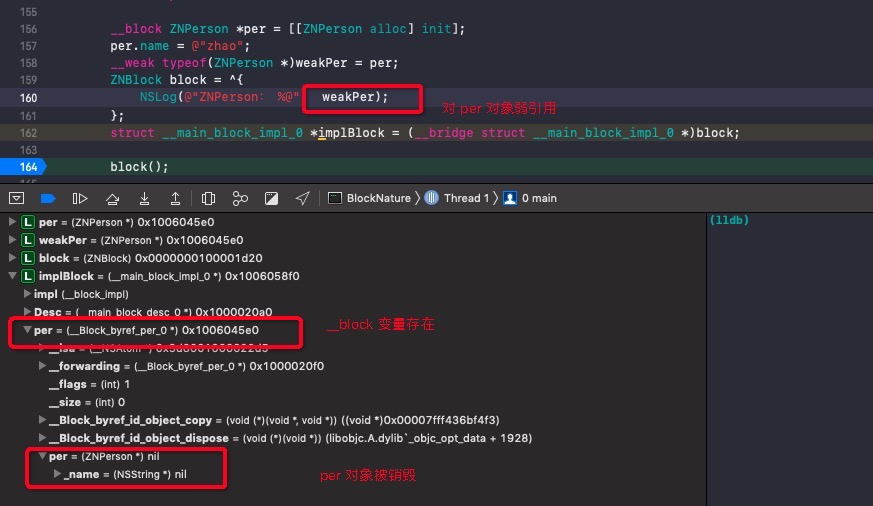 155
156 __block ZNPerson *per = [[ZNPerson alloc] init];
157 per.name = @"zhao";
158 __weak typeof(ZNPerson *)weakPer = per;
159 ZNBlock block = ^{
160 NSLog(@"ZNPerson: %@" weakPer);
对 per 对象弱引用
161 };
162 struct __main_block_impl_0 *implBlock = (__bridge struct __main_block_impl_0 *)block;
163
164 block();
BlockNature 〉 Thread 1 〉 0 main
L per = (ZNPerson *) 0x1006045e0
(lldb)
L weakPer = (ZNPerson *) 0x1006045e0
L block = (ZNBlock) 0x0000000100001d20
L implBlock = (__main_block_impl_0 *) 0x1006058f0
impl (__block_impl)
Desc = (__main_block_desc_0 *) 0x1000020a0
per = (__Block_byref_per_0 *) 0x1006045e0
__block 变量存在
__isa = (__NSAtom *) 0x5d8001000022d5
__forwarding = (__Block_byref_per_0 *) 0x1000020f0
__flags = (int) 1
__size = (int) 0
__Block_byref_id_object_copy = (void (*)(void *, void *)) ((void *)0x00007fff436bf4f3)
__Block_byref_id_object_dispose = (void (*)(void *)) (libobjc.A.dylib`_objc_opt_data + 1928)
per = (ZNPerson *) nil
_name = (NSString *) nil
per 对象被销毁